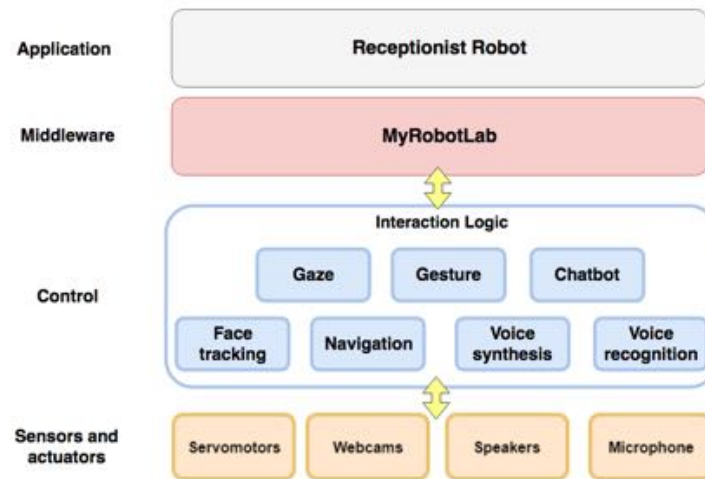 Application
Receptionist Robot
Middleware
MyRobotLab
Interaction Logic
Gaze
Gesture
Chatbot
Control
Face
tracking
Navigation
Voice
synthesis
Voice
recognition
Sensors and
actuators
Servomotors
Webcams
Speakers
Microphone